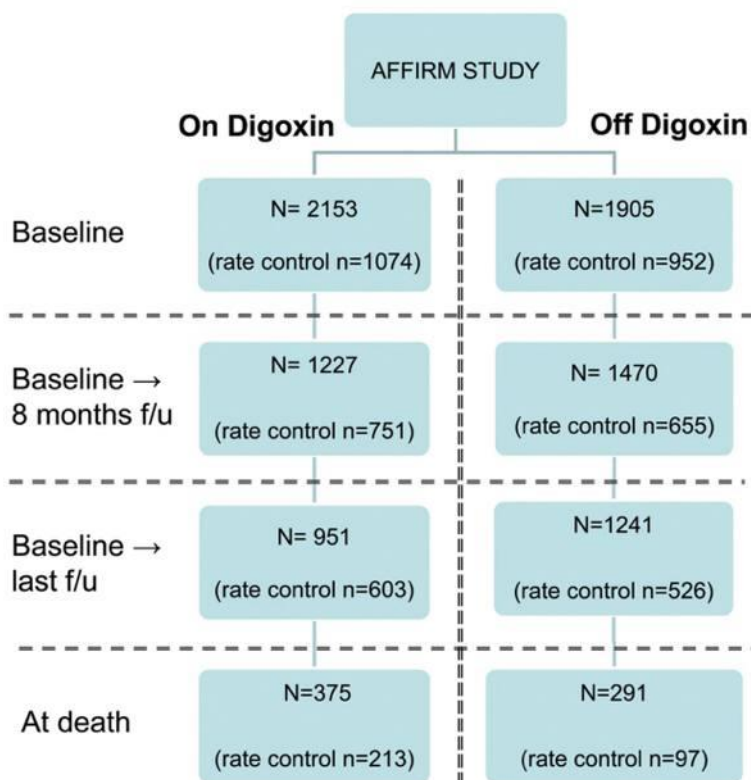 AFFIRM STUDY
On Digoxin
Off Digoxin
Baseline
N= 2153
(rate control n=1074)
N=1905
(rate control n=952)
Baseline →
8 months f/u
N= 1227
(rate control n=751)
N= 1470
(rate control n=655)
Baseline →
last f/u
N= 951
(rate control n=603)
N=1241
(rate control n=526)
At death
N=375
(rate control n=213)
N=291
(rate control n=97)